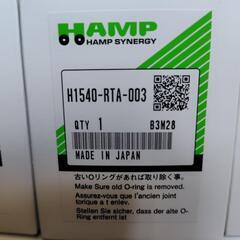 HAMP
HAMP SYNERGY
H1540-RTA-003
QTY 1 B3M28
MADE IN JAPAN
古いOリングがあれば取り除く事。
Make Sure old O-ring is removed.
Assurez-vous que l'ancien joint
torique a t enlev!
Stellen Sie sicher, dass der alte O-
Ring entfernt ist